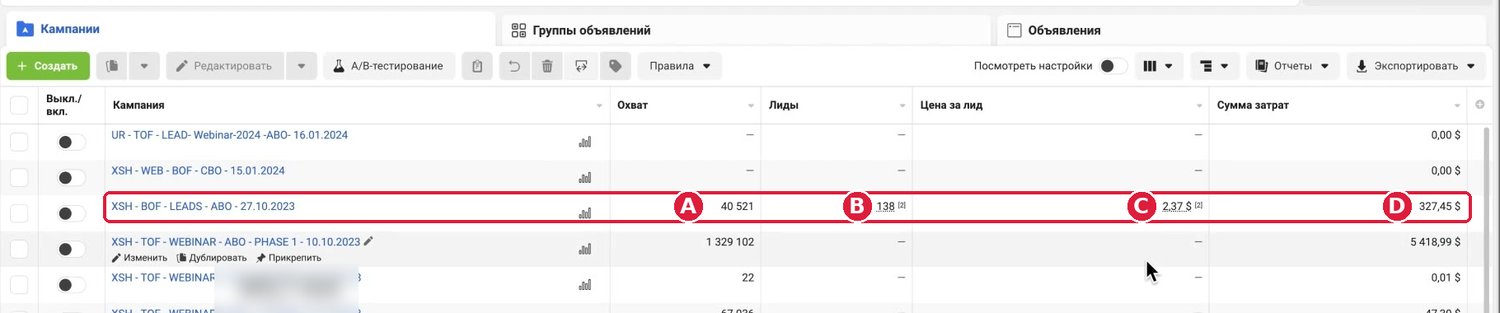 Кампании
Группы объявлений
Объявления
+ Создать
Редактировать
A/B-тестирование
Правила
Посмотреть настройки
Отчеты
Экспортировать
Выкл./
вкл.
Кампания
Охват
Лиды
Цена за лид
Сумма затрат
UR - TOF - LEAD- Webinar-2024 -ABO- 16.01.2024
—
—
—
0,00 $
XSH - WEB - BOF - CBO - 15.01.2024
—
—
—
0,00 $
XSH - BOF - LEADS - ABO - 27.10.2023
A
40 521
B
138 [2]
C
2,37 $ [2]
D
327,45 $
XSH - TOF - WEBINAR - ABO - PHASE 1 - 10.10.2023
1 329 102
—
—
5 418,99 $
Изменить
Дублировать
Прикрепить
XSH - TOF - WEBINAR
3
22
—
—
0,01 $